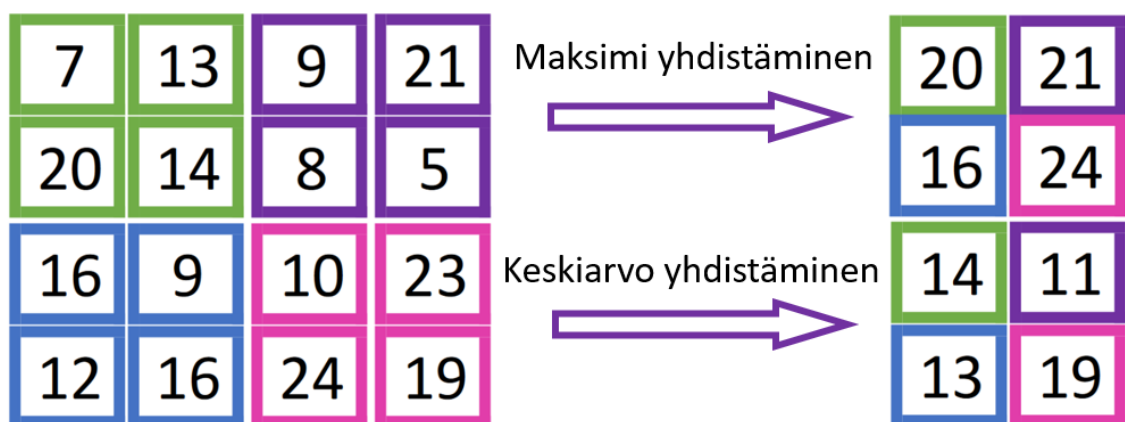 7 13 9 21 Maksimi yhdistäminen 20 21
20 14 8 5 16 24
16 9 10 23 Keskiarvo yhdistäminen 14 11
12 16 24 19 13 19